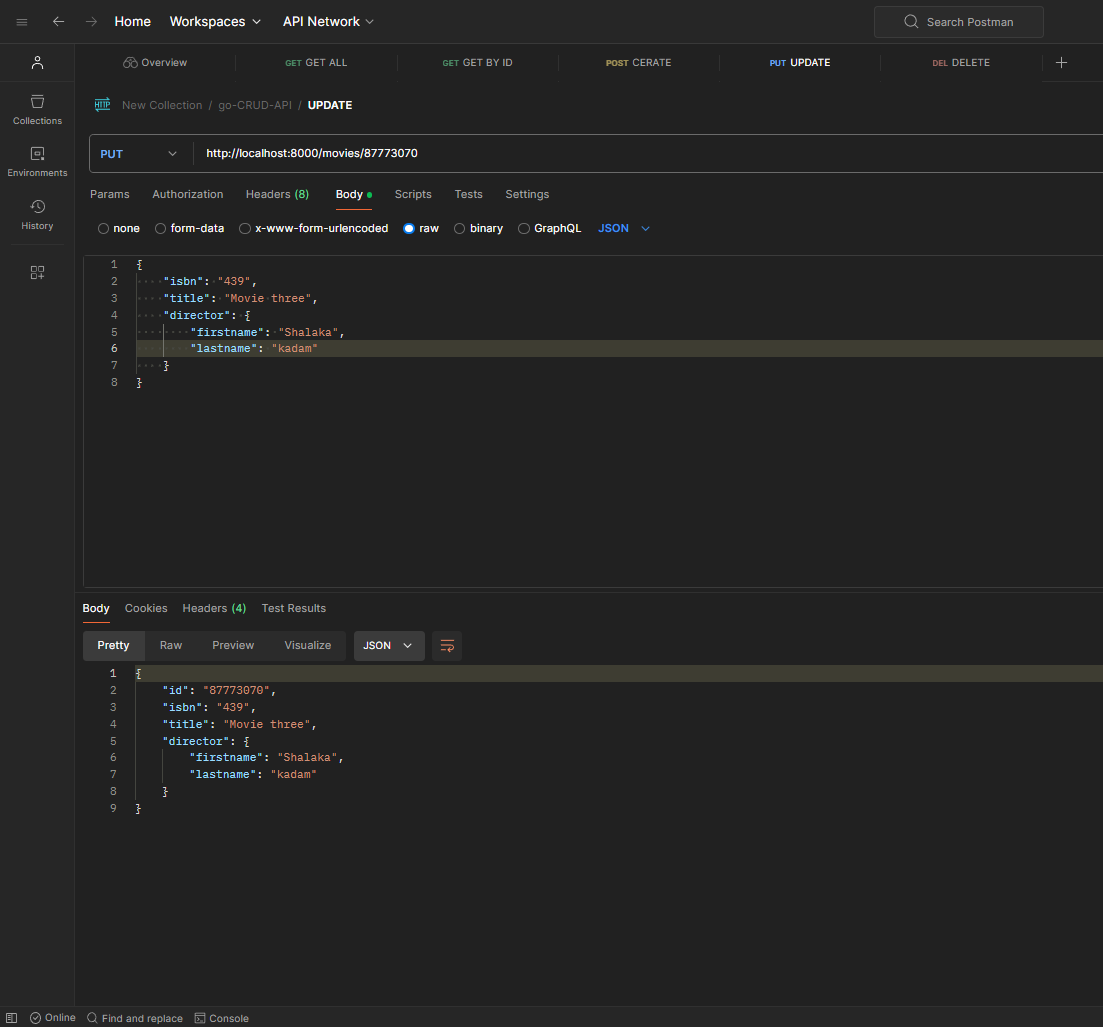 Home Workspaces API Network Search Postman
Overview GET GET ALL GET GET BY ID POST CERATE PUT UPDATE DEL DELETE
Collections
Environments
History
HTTP New Collection / go-CRUD-API / UPDATE
PUT http://localhost:8000/movies/87773070
Params Authorization Headers (8) Body Scripts Tests Settings
none form-data x-www-form-urlencoded raw binary GraphQL JSON
1 {
2 "isbn": "439",
3 "title": "Movie three",
4 "director": {
5 "firstname": "Shalaka",
6 "lastname": "kadam"
7 }
8 }
Body Cookies Headers (4) Test Results
Pretty Raw Preview Visualize JSON
1 {
2 "id": "87773070",
3 "isbn": "439",
4 "title": "Movie three",
5 "director": {
6 "firstname": "Shalaka",
7 "lastname": "kadam"
8 }
9 }
Online Find and replace Console